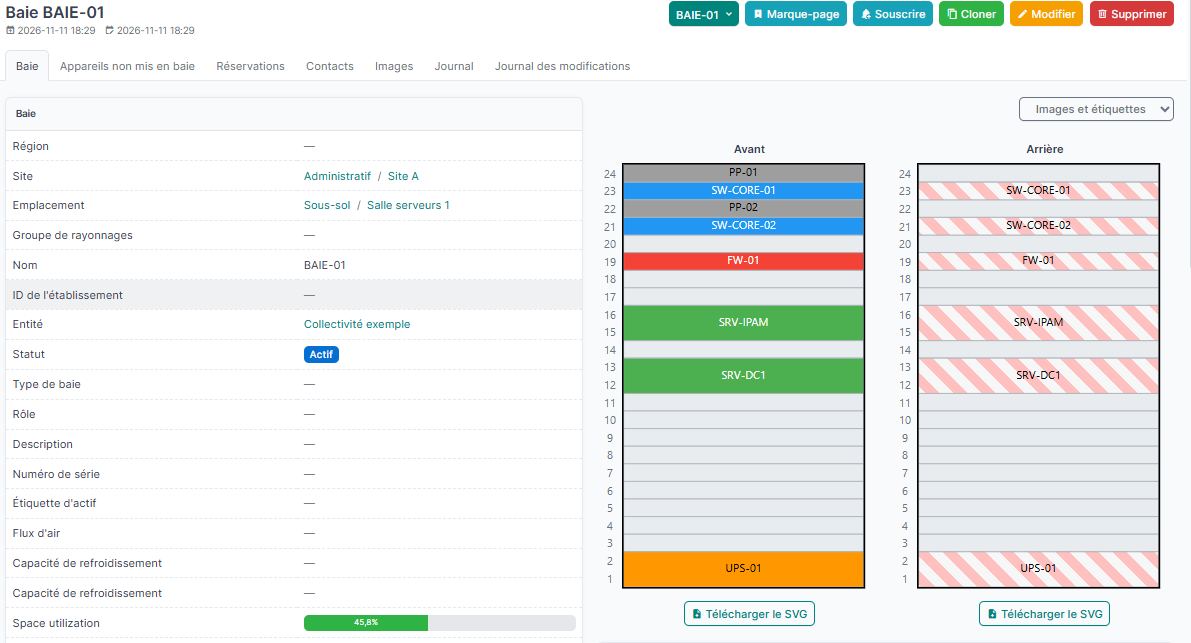 Baie BAIE-01
2026-11-11 18:29 2026-11-11 18:29
BAIE-01 Marque-page Souscrire Cloner Modifier Supprimer
Baie Appareils non mis en baie Réservations Contacts Images Journal Journal des modifications
Baie
Région —
Site Administratif / Site A
Emplacement Sous-sol / Salle serveurs 1
Groupe de rayonnages —
Nom BAIE-01
ID de l'établissement —
Entité Collectivité exemple
Statut Actif
Type de baie —
Rôle —
Description —
Numéro de série —
Étiquette d'actif —
Flux d'air —
Capacité de refroidissement —
Capacité de refroidissement —
Space utilization 45,8%
Images et étiquettes
Avant
24 PP-01
23 SW-CORE-01
22 PP-02
21 SW-CORE-02
20
19 FW-01
18
17
16
SRV-IPAM
15
14
13
SRV-DC1
12
11
10
9
8
7
6
5
4
3
2
UPS-01
1
Télécharger le SVG
Arrière
24
23 SW-CORE-01
22
21 SW-CORE-02
20
19 FW-01
18
17
16
SRV-IPAM
15
14
13
SRV-DC1
12
11
10
9
8
7
6
5
4
3
2
UPS-01
1
Télécharger le SVG